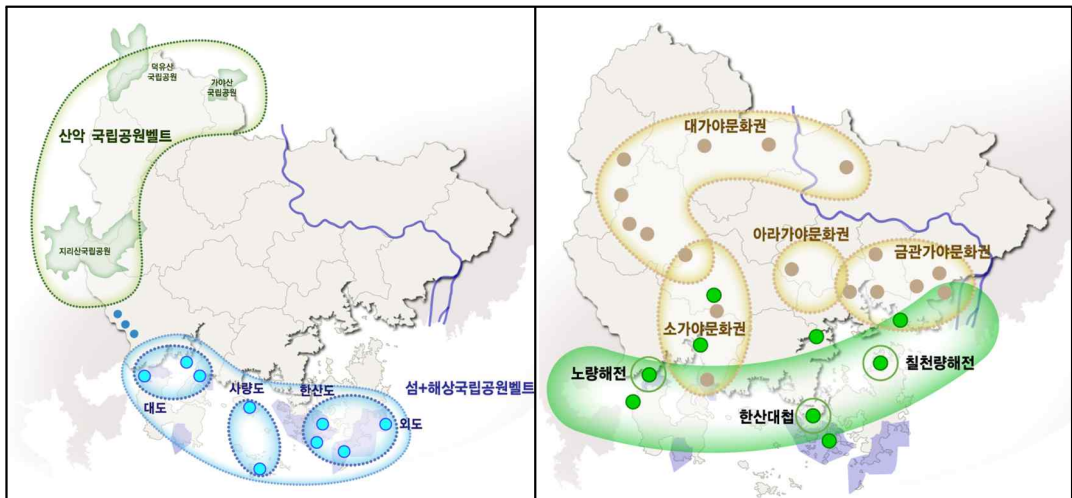 덕유산
국립공원
가야산
국립공원
산악 국립공원벨트
지리산국립공원
사량도
한산도
섬+해상국립공원벨트
대도
외도
대가야문화권
아라가야문화권
금관가야문화권
소가야문화권
노량해전
칠천량해전
한산대첩